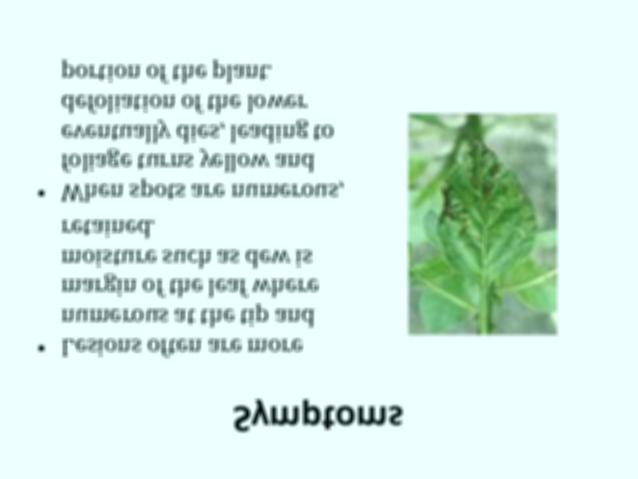 Symptoms
• Lesions often are more
numerous at the tip and
margin of the leaf where
moisture such as dew is
retained.
• When spots are numerous,
foliage turns yellow and
eventually dies, leading to
defoliation of the lower
portion of the plant.